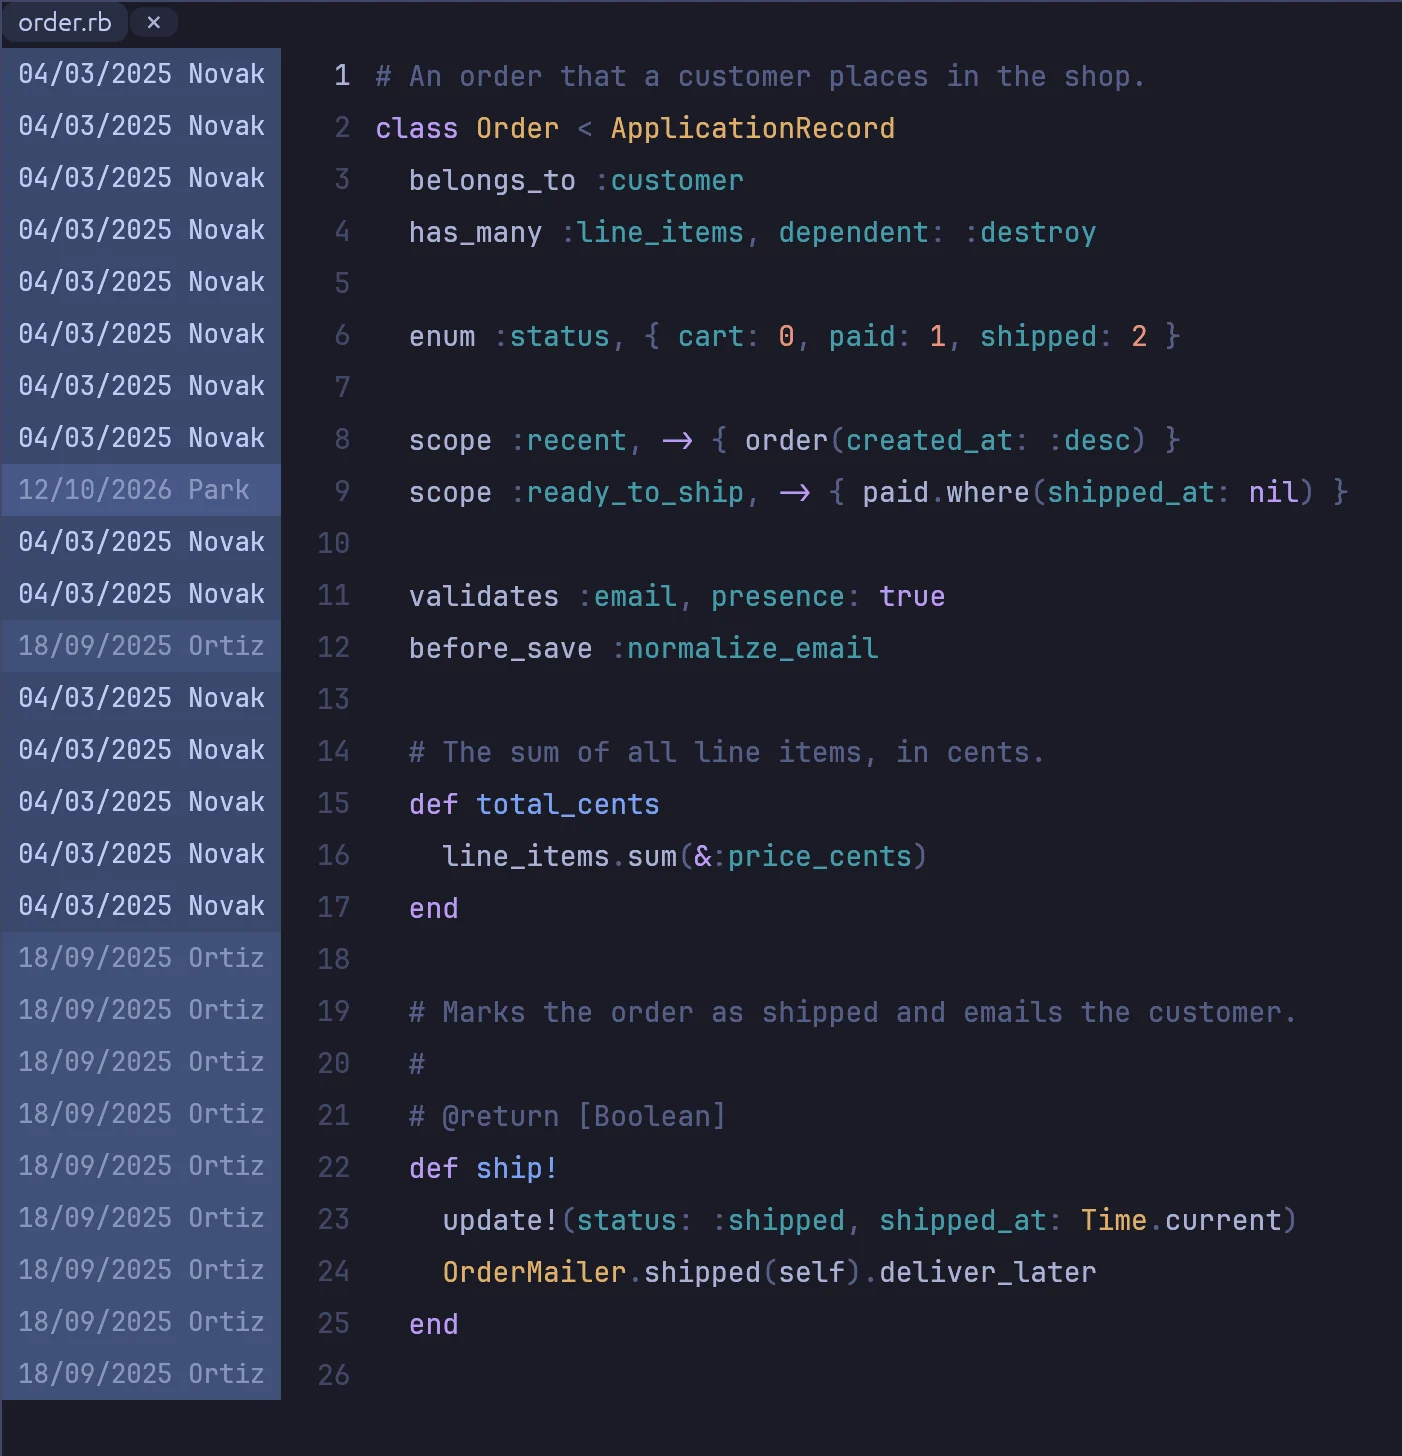 order.rb ×
04/03/2025 Novak 1 # An order that a customer places in the shop.
04/03/2025 Novak 2 class Order < ApplicationRecord
04/03/2025 Novak 3   belongs_to :customer
04/03/2025 Novak 4   has_many :line_items, dependent: :destroy
04/03/2025 Novak 5
04/03/2025 Novak 6   enum :status, { cart: 0, paid: 1, shipped: 2 }
04/03/2025 Novak 7
04/03/2025 Novak 8   scope :recent, -> { order(created_at: :desc) }
12/10/2026 Park 9   scope :ready_to_ship, -> { paid.where(shipped_at: nil) }
04/03/2025 Novak 10
04/03/2025 Novak 11   validates :email, presence: true
18/09/2025 Ortiz 12   before_save :normalize_email
04/03/2025 Novak 13
04/03/2025 Novak 14   # The sum of all line items, in cents.
04/03/2025 Novak 15   def total_cents
04/03/2025 Novak 16     line_items.sum(&:price_cents)
04/03/2025 Novak 17   end
18/09/2025 Ortiz 18
18/09/2025 Ortiz 19   # Marks the order as shipped and emails the customer.
18/09/2025 Ortiz 20   #
18/09/2025 Ortiz 21   # @return [Boolean]
18/09/2025 Ortiz 22   def ship!
18/09/2025 Ortiz 23     update!(status: :shipped, shipped_at: Time.current)
18/09/2025 Ortiz 24     OrderMailer.shipped(self).deliver_later
18/09/2025 Ortiz 25   end
18/09/2025 Ortiz 26